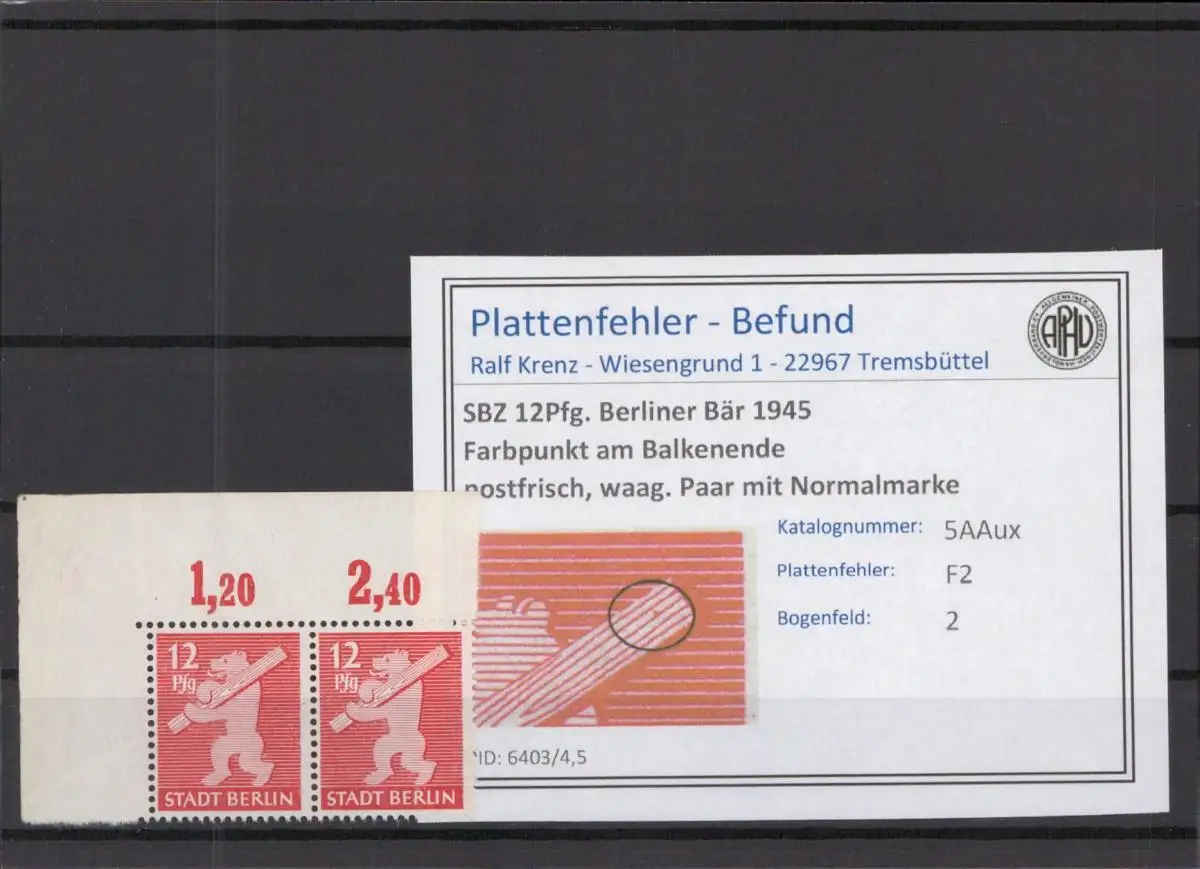 Plattenfehler - Befund
Ralf Krenz - Wiesengrund 1 - 22967 Tremsbüttel
APHV
SBZ 12Pfg. Berliner Bär 1945
Farbpunkt am Balkenende
postfrisch, waag. Paar mit Normalmarke
Katalognummer: 5AAux
Plattenfehler: F2
Bogenfeld: 2
ID: 6403/4,5
1,20 2,40
12 12
Pfg Pfg
STADT BERLIN STADT BERLIN